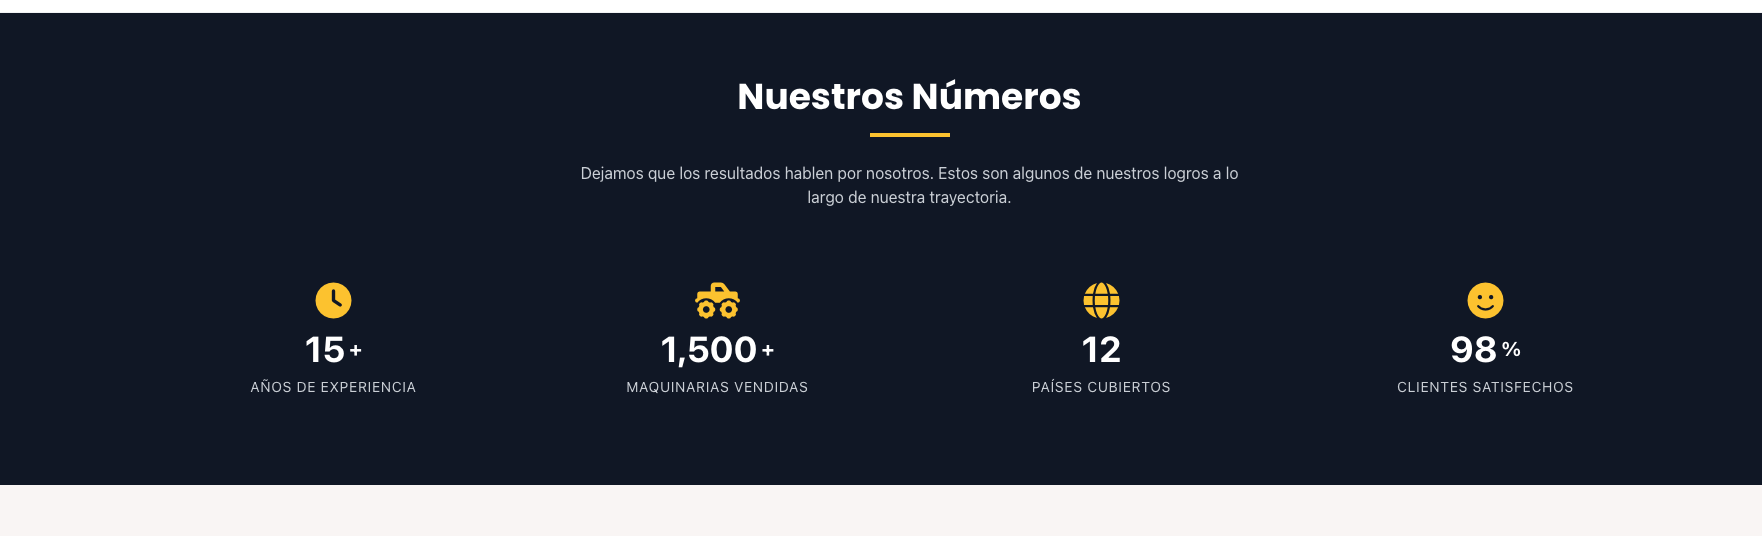 Nuestros Números
Dejamos que los resultados hablen por nosotros. Estos son algunos de nuestros logros a lo
largo de nuestra trayectoria.
15 +
AÑOS DE EXPERIENCIA
1,500 +
MAQUINARIAS VENDIDAS
12
PAÍSES CUBIERTOS
98 %
CLIENTES SATISFECHOS